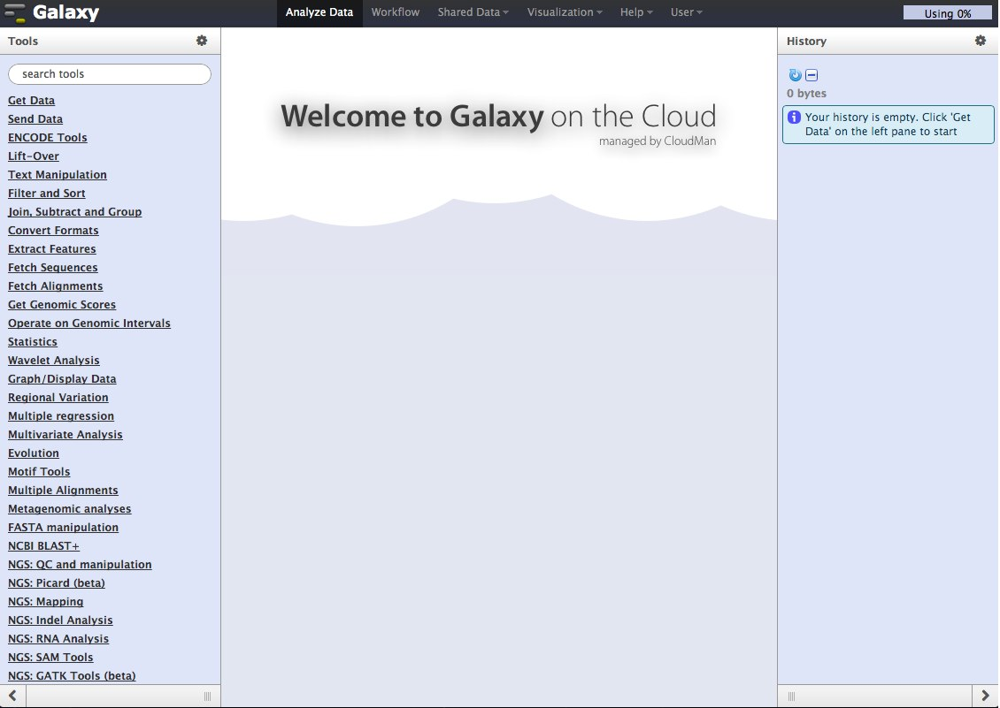 Galaxy
Analyze Data
Workflow
Shared Data
Visualization
Help
User
Using 0%
Tools
search tools
Get Data
Send Data
ENCODE Tools
Lift-Over
Text Manipulation
Filter and Sort
Join, Subtract and Group
Convert Formats
Extract Features
Fetch Sequences
Fetch Alignments
Get Genomic Scores
Operate on Genomic Intervals
Statistics
Wavelet Analysis
Graph/Display Data
Regional Variation
Multiple regression
Multivariate Analysis
Evolution
Motif Tools
Multiple Alignments
Metagenomic analyses
FASTA manipulation
NCBI BLAST+
NGS: QC and manipulation
NGS: Picard (beta)
NGS: Mapping
NGS: Indel Analysis
NGS: RNA Analysis
NGS: SAM Tools
NGS: GATK Tools (beta)
Welcome to Galaxy on the Cloud
managed by CloudMan
History
0 bytes
Your history is empty. Click 'Get
Data' on the left pane to start